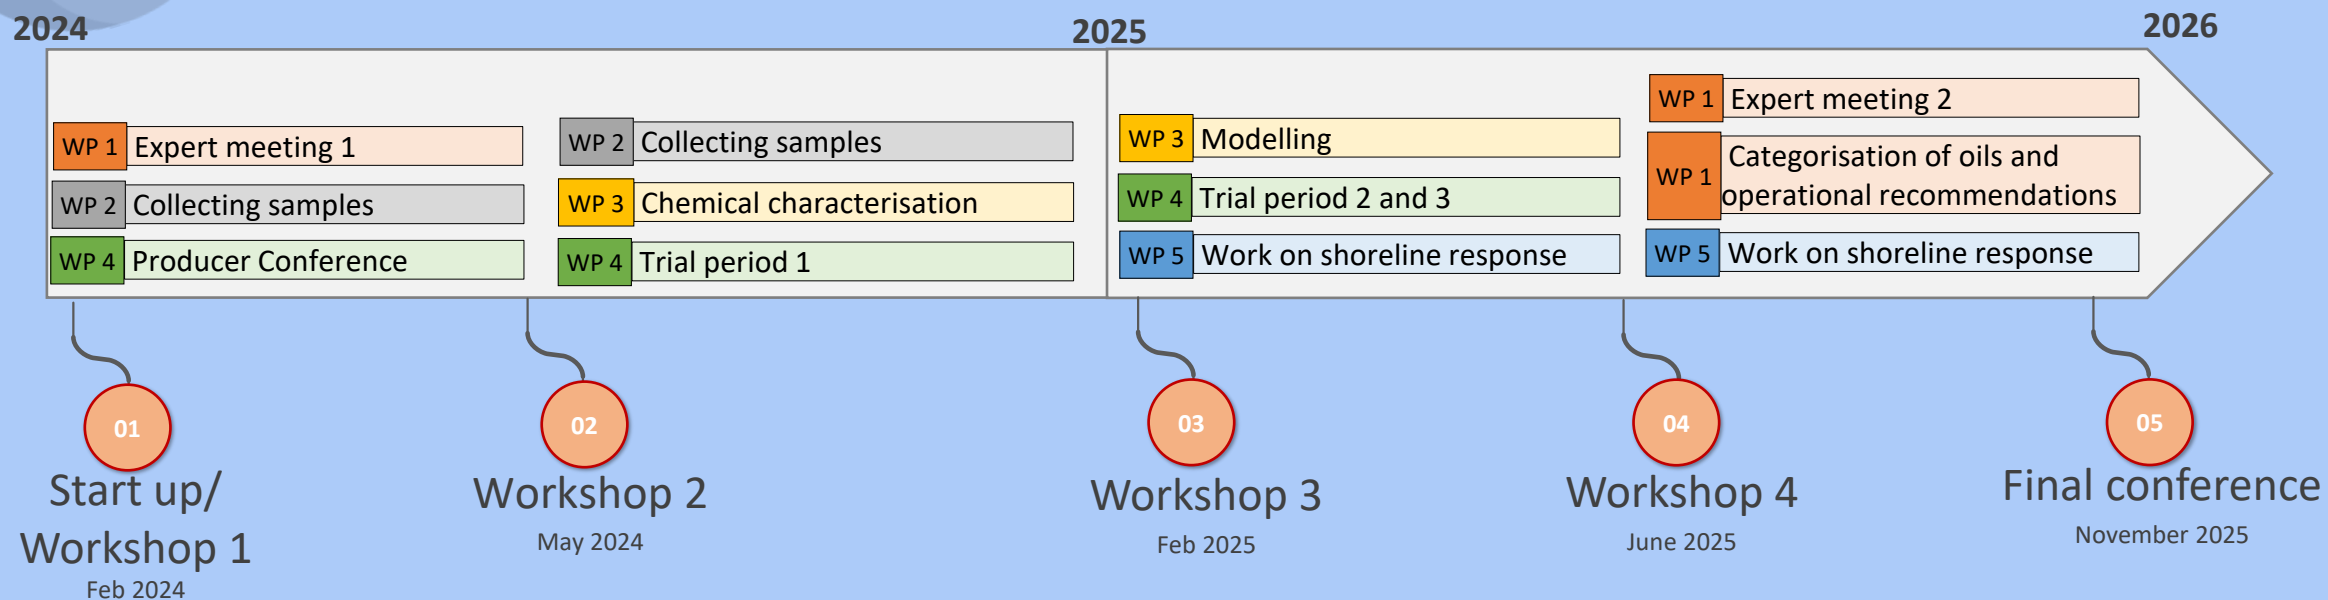 2024
2025
2026
WP 1 Expert meeting 1
WP 2 Collecting samples
WP 4 Producer Conference
WP 2 Collecting samples
WP 3 Chemical characterisation
WP 4 Trial period 1
WP 3 Modelling
WP 4 Trial period 2 and 3
WP 5 Work on shoreline response
WP 1 Expert meeting 2
WP 1 Categorisation of oils and
operational recommendations
WP 5 Work on shoreline response
01
Start up/
Workshop 1
Feb 2024
02
Workshop 2
May 2024
03
Workshop 3
Feb 2025
04
Workshop 4
June 2025
05
Final conference
November 2025